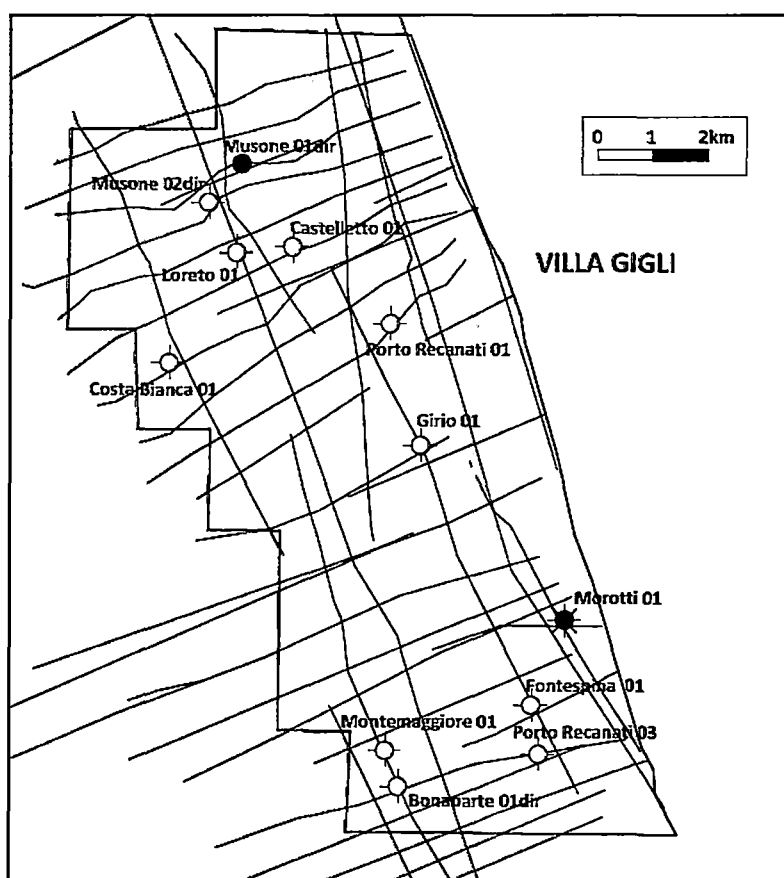 Musone 01dir
0 1 2km
Musone 02dir
Castelletto 01
Loreto 01
VILLA GIGLI
Porto Recanati 01
Costa Bianca 01
Girio 01
Morotti 01
Fontespina 01
Montemaggiore 01
Porto Recanati 03
Bonaparte 01dir